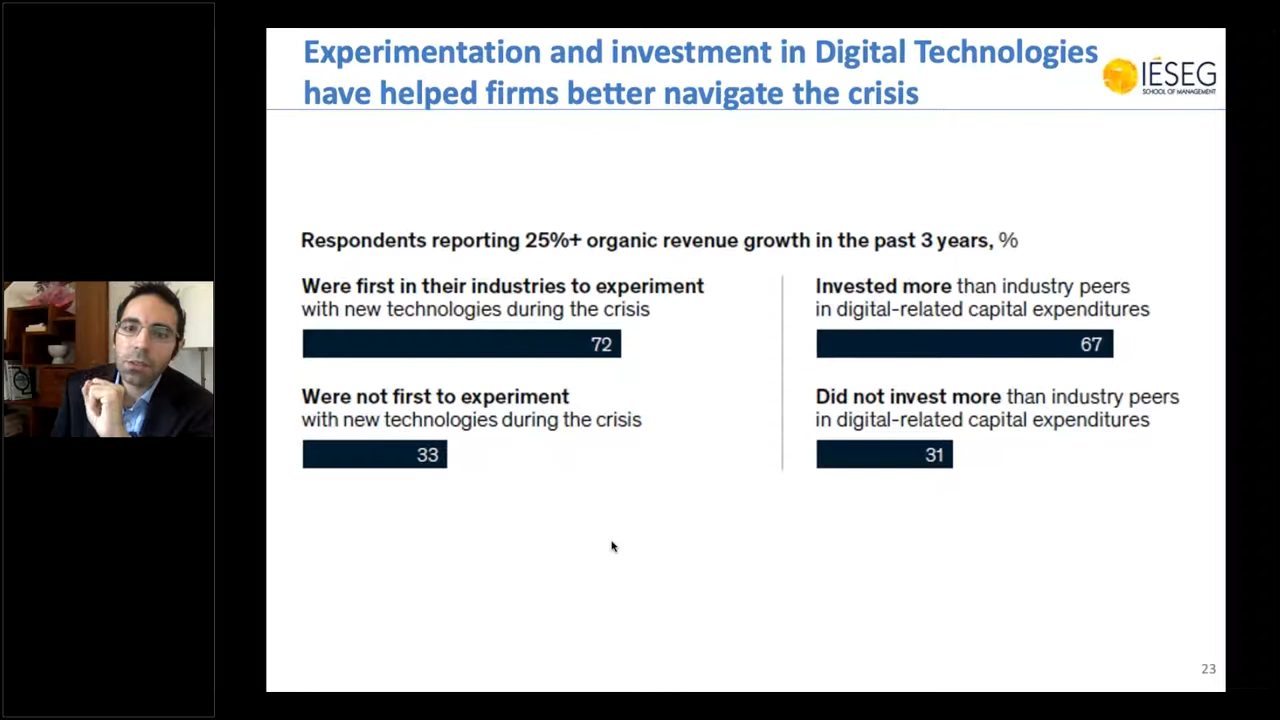 Experimentation and investment in Digital Technologies
have helped firms better navigate the crisis
IÉSEG
SCHOOL OF MANAGEMENT
Respondents reporting 25%+ organic revenue growth in the past 3 years, %
Were first in their industries to experiment
with new technologies during the crisis
72
Were not first to experiment
with new technologies during the crisis
33
Invested more than industry peers
in digital-related capital expenditures
67
Did not invest more than industry peers
in digital-related capital expenditures
31
23